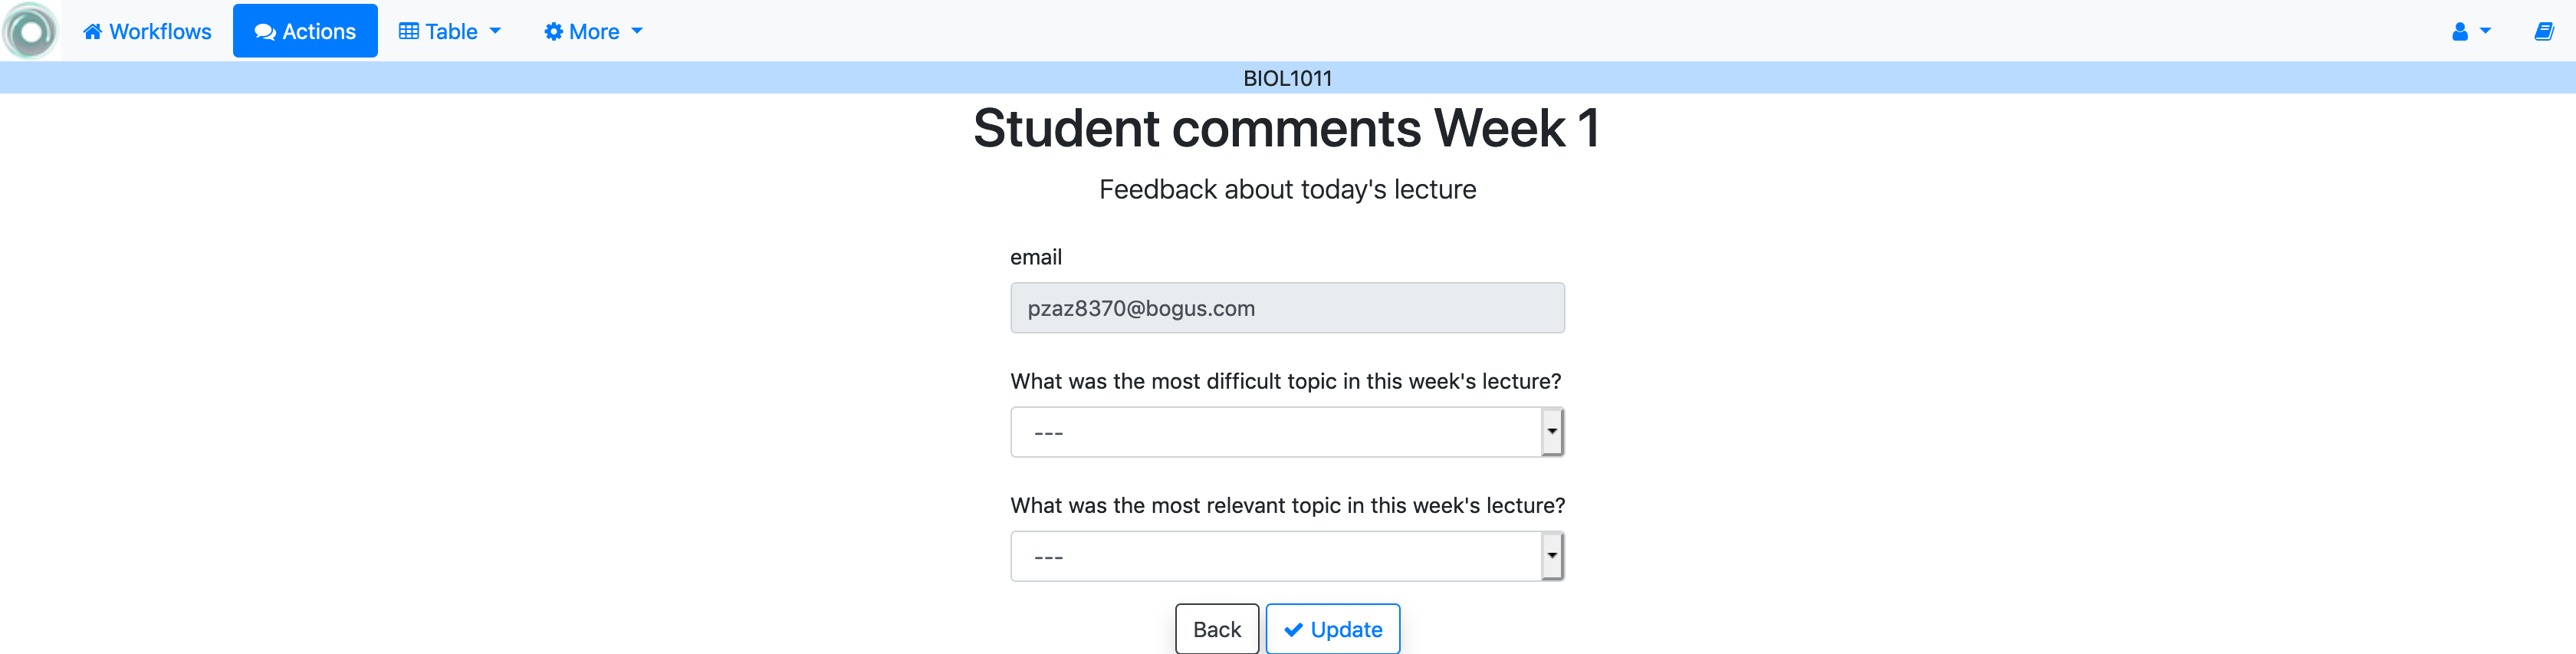 Workflows Actions Table More
BIOL1011
Student comments Week 1
Feedback about today's lecture
email
pzaz8370@bogus.com
What was the most difficult topic in this week's lecture?
---
What was the most relevant topic in this week's lecture?
---
Back Update